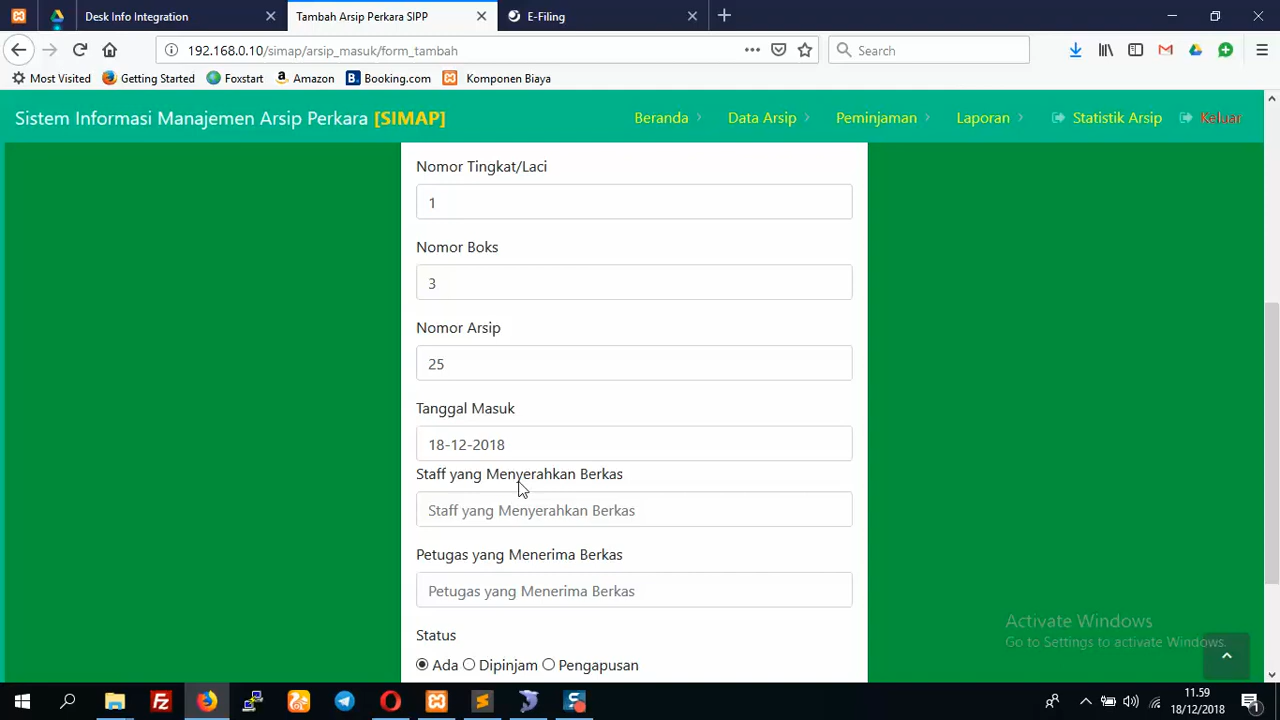 Desk Info Integration
Tambah Arsip Perkara SIPP
E-Filing
192.168.0.10/simap/arsip_masuk/form_tambah
Search
Most Visited
Getting Started
Foxstart
Amazon
Booking.com
Komponen Biaya
Sistem Informasi Manajemen Arsip Perkara [SIMAP]
Beranda
Data Arsip
Peminjaman
Laporan
Statistik Arsip
Keluar
Nomor Tingkat/Laci
1
Nomor Boks
3
Nomor Arsip
25
Tanggal Masuk
18-12-2018
Staff yang Menyerahkan Berkas
Staff yang Menyerahkan Berkas
Petugas yang Menerima Berkas
Petugas yang Menerima Berkas
Status
Ada Dipinjam Pengapusan
Activate Windows
Go to Settings to activate Windows.
11.59
18/12/2018